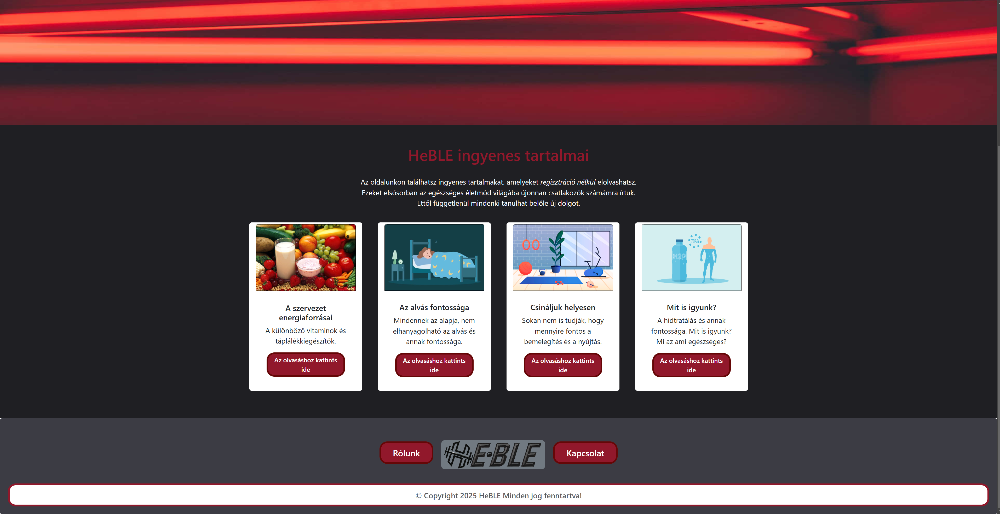 HeBLE ingyenes tartalmai
Az oldalunkon találhatsz ingyenes tartalmakat, amelyeket regisztráció nélkül elolvashatsz.
Ezeket elsősorban az egészséges életmód világába újonnan csatlakozók számámra írtuk.
Ettől függetlenül mindenki tanulhat belőle új dolgot.
z
70%
H2O
A szervezet
energiaforrásai
A különböző vitaminok és
táplálékkiegészítők.
Az olvasáshoz kattints
ide
Az alvás fontossága
Mindennek az alapja, nem
elhanyagolható az alvás és
annak fontossága.
Az olvasáshoz kattints
ide
Csináljuk helyesen
Sokan nem is tudják, hogy
mennyire fontos a
bemelegítés és a nyújtás.
Az olvasáshoz kattints
ide
Mit is igyunk?
A hidtratálás és annak
fontossága. Mit is igyunk?
Mi az ami egészséges?
Az olvasáshoz kattints
ide
Rólunk
HE·BLE
Kapcsolat
© Copyright 2025 HeBLE Minden jog fenntartva!